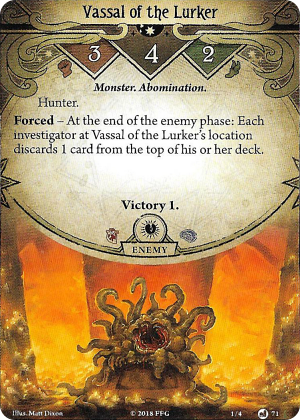 Vassal of the Lurker
3 4 2
Monster. Abomination.
Hunter.
Forced – At the end of the enemy phase: Each
investigator at Vassal of the Lurker's location
discards 1 card from the top of his or her deck.
Victory 1.
ENEMY
Illus. Matt Dixon © 2018 FFG 1/4 71